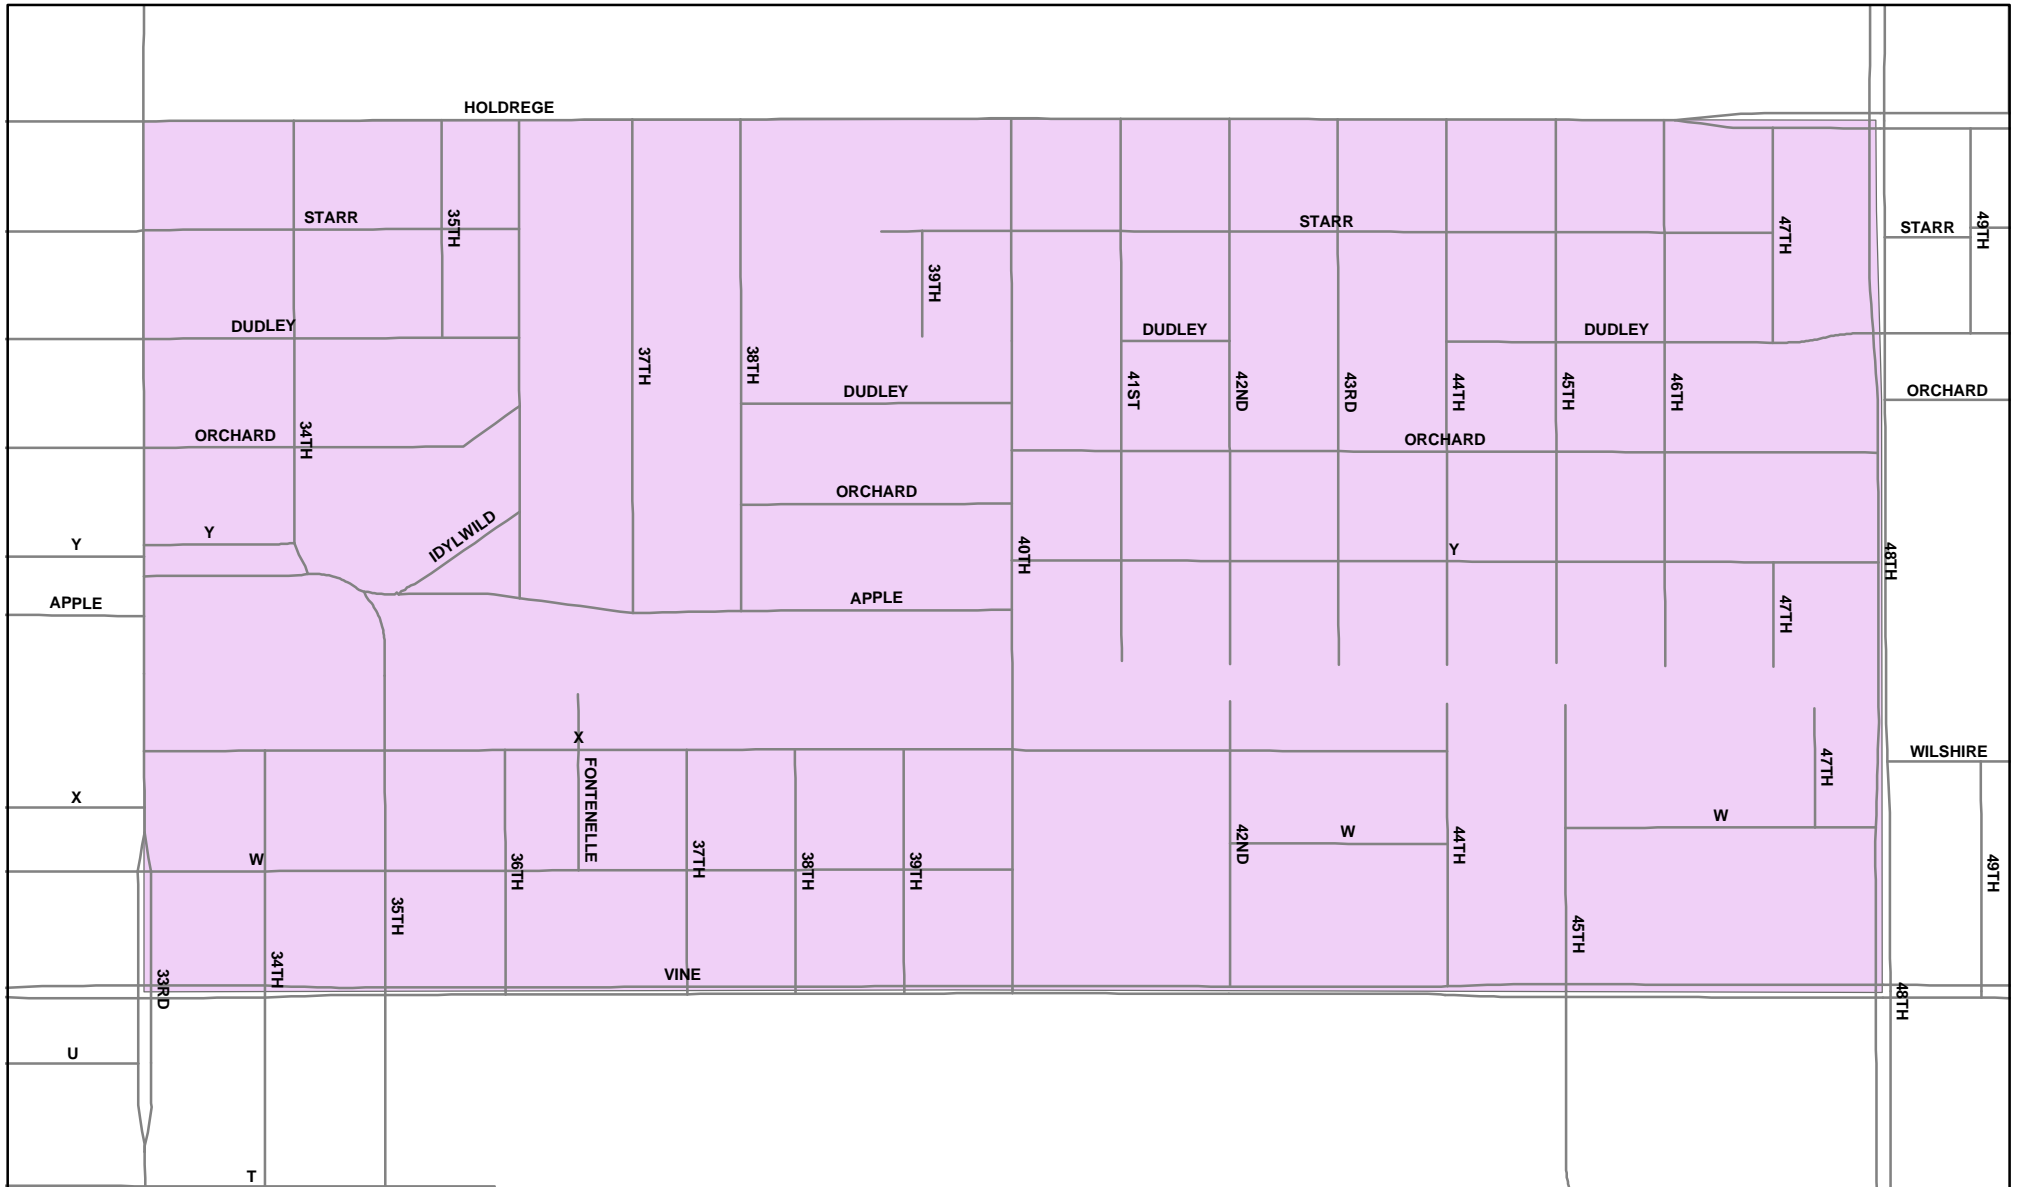 HOLDREGE
STARR
35TH
STARR
47TH
STARR
49TH
39TH
DUDLEY
DUDLEY
DUDLEY
37TH
38TH
DUDLEY
41ST
42ND
43RD
44TH
45TH
46TH
ORCHARD
ORCHARD
34TH
ORCHARD
ORCHARD
IDYLWILD
Y
Y
40TH
Y
48TH
APPLE
APPLE
47TH
X
FONTENELLE
WILSHIRE
47TH
X
W
36TH
37TH
38TH
39TH
42ND
W
44TH
W
49TH
35TH
45TH
34TH
VINE
33RD
48TH
U
T